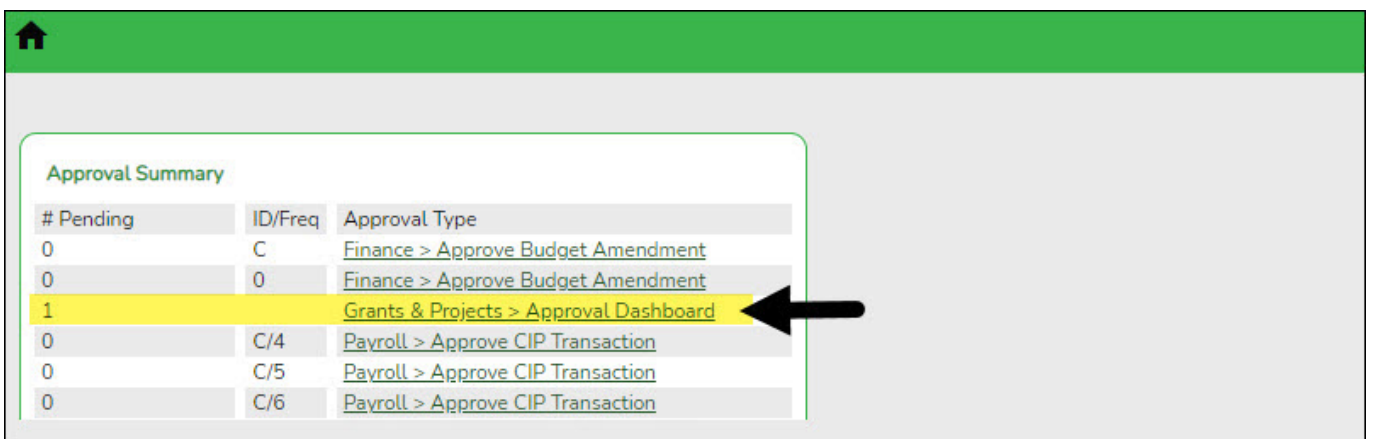 Approval Summary
# Pending ID/Freq Approval Type
0 C Finance > Approve Budget Amendment
0 0 Finance > Approve Budget Amendment
1 Grants & Projects > Approval Dashboard
0 C/4 Payroll > Approve CIP Transaction
0 C/5 Payroll > Approve CIP Transaction
0 C/6 Payroll > Approve CIP Transaction